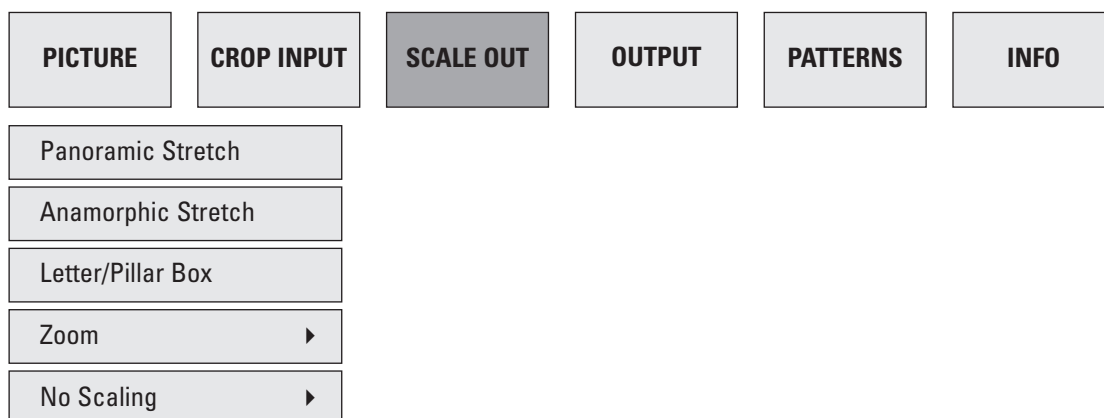 PICTURE CROP INPUT SCALE OUT OUTPUT PATTERNS INFO
Panoramic Stretch
Anamorphic Stretch
Letter/Pillar Box
Zoom
No Scaling